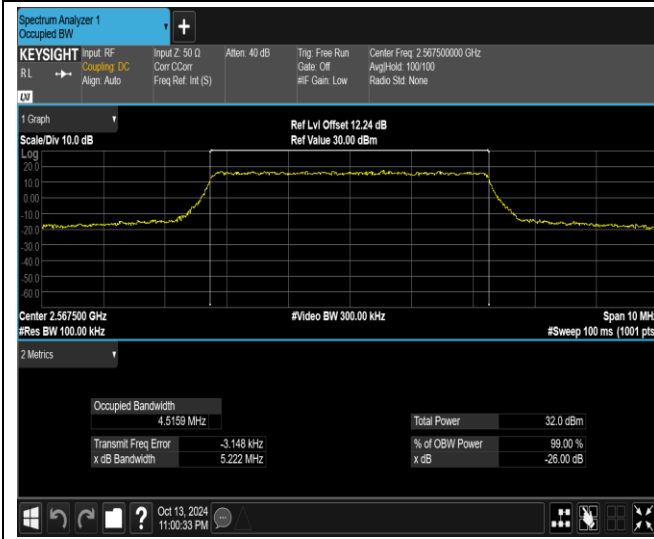 Spectrum Analyzer 1
Occupied BW
+
KEYSIGHT Input: RF Input Z: 50 Ω Atten: 40 dB Trig: Free Run Center Freq: 2.567500000 GHz
RL Coupling: DC Corr CCorr Gate: Off Avg|Hold: 100/100
Align: Auto Freq Ref: Int (S) #IF Gain: Low Radio Std: None
LXI
1 Graph
Ref Lvl Offset 12.24 dB
Scale/Div 10.0 dB Ref Value 30.00 dBm
Log
20.0
10.0
0.00
-10.0
-20.0
-30.0
-40.0
-50.0
-60.0
Center 2.567500 GHz #Video BW 300.00 kHz Span 10 MHz
#Res BW 100.00 kHz #Sweep 100 ms (1001 pts
2 Metrics
Occupied Bandwidth
4.5159 MHz Total Power 32.0 dBm
Transmit Freq Error -3.148 kHz % of OBW Power 99.00 %
x dB Bandwidth 5.222 MHz x dB -26.00 dB
? Oct 13, 2024
11:00:33 PM